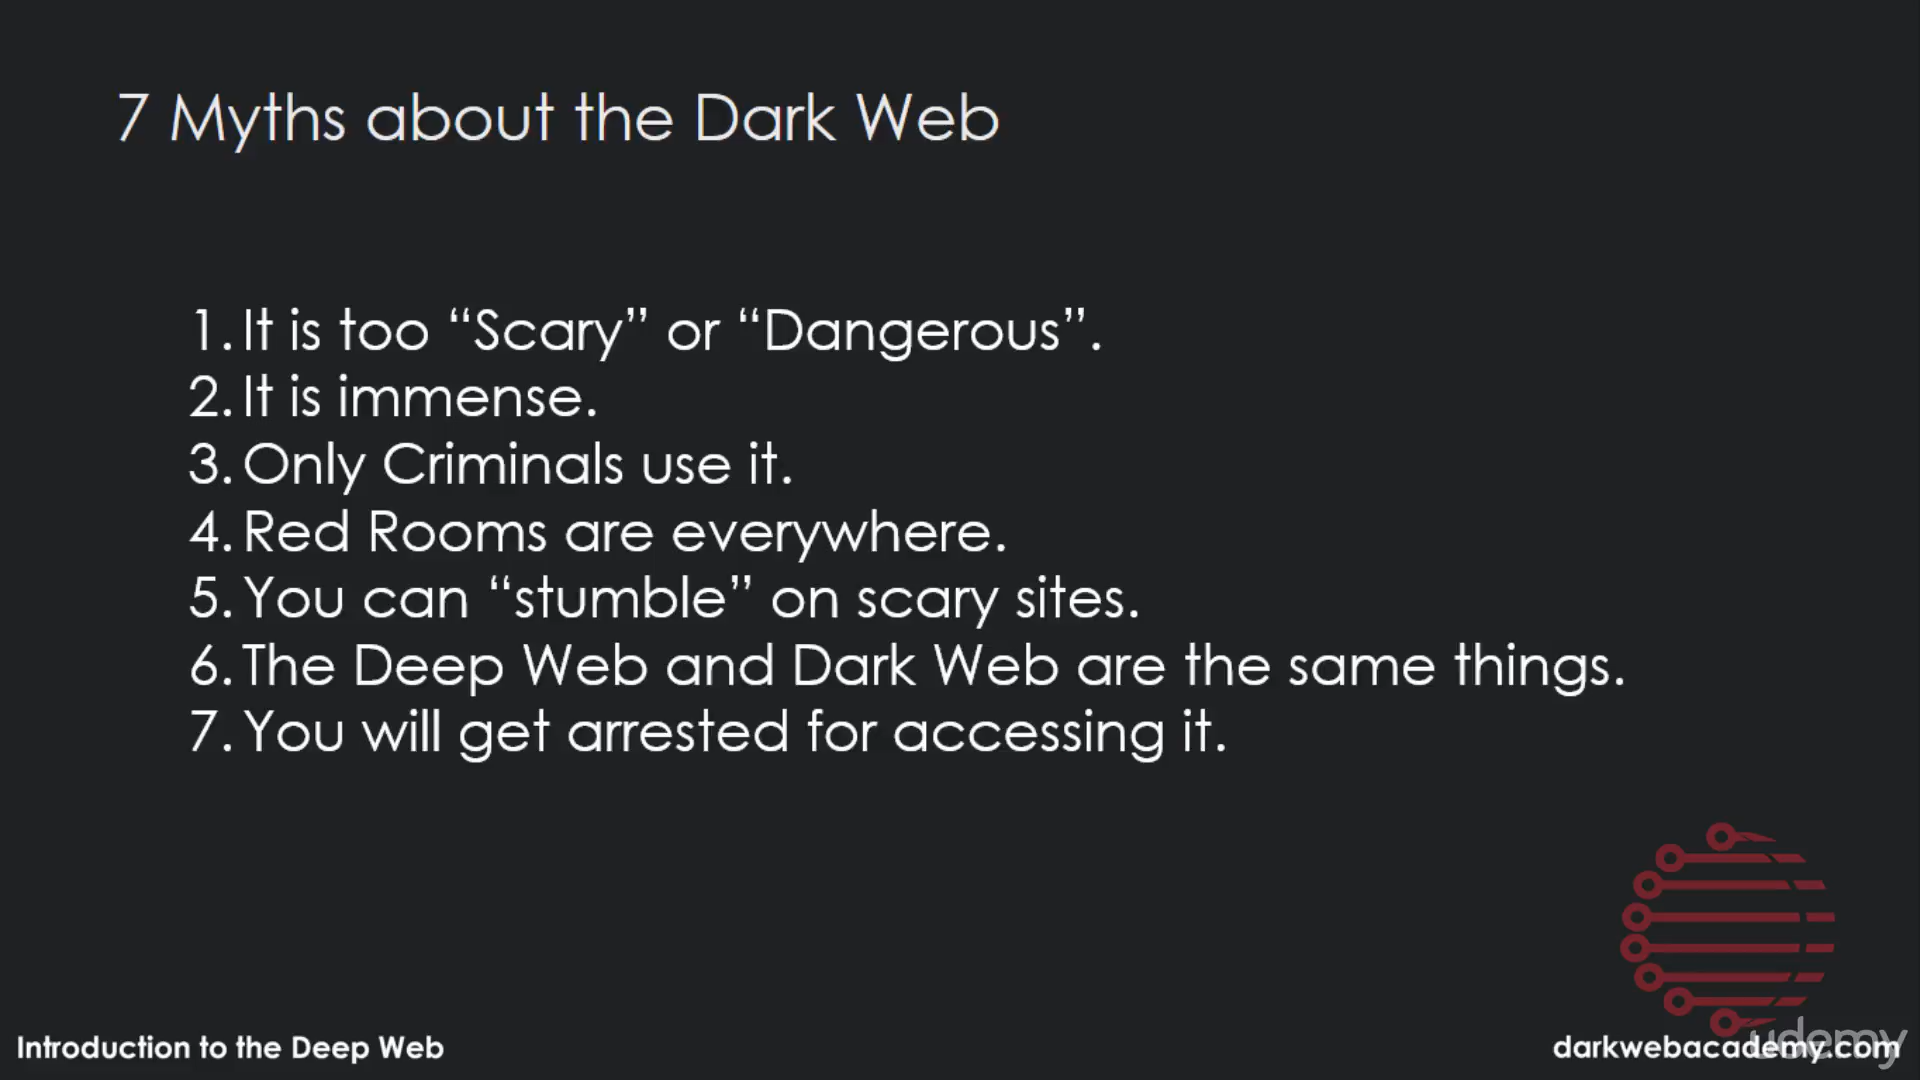 7 Myths about the Dark Web
1. It is too “Scary” or “Dangerous”.
2. It is immense.
3. Only Criminals use it.
4. Red Rooms are everywhere.
5. You can “stumble” on scary sites.
6. The Deep Web and Dark Web are the same things.
7. You will get arrested for accessing it.
Introduction to the Deep Web
darkwebacademy.com
udemy